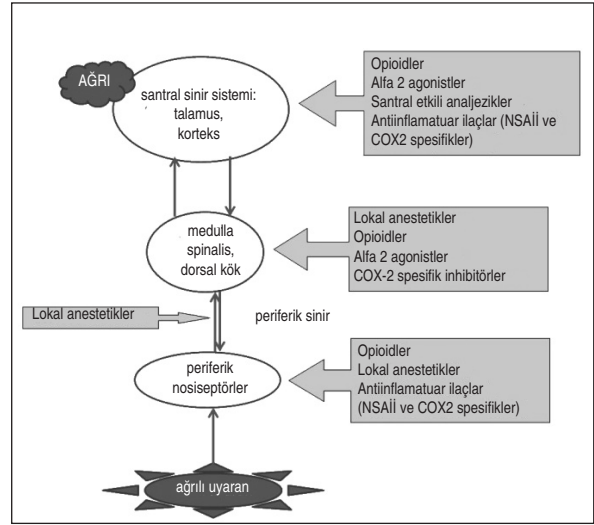 AĞRI
santral sinir sistemi:
talamus,
korteks
Opioidler
Alfa 2 agonistler
Santral etkili analjezikler
Antiinflamatuar ilaçlar (NSAİİ ve
COX2 spesifikler)
medulla
spinalis,
dorsal kök
Lokal anestetikler
Opioidler
Alfa 2 agonistler
COX-2 spesifik inhibitörler
Lokal anestetikler
periferik sinir
periferik
nosiseptörler
Opioidler
Lokal anestetikler
Antiinflamatuar ilaçlar
(NSAİİ ve COX2 spesifikler)
ağrılı uyaran